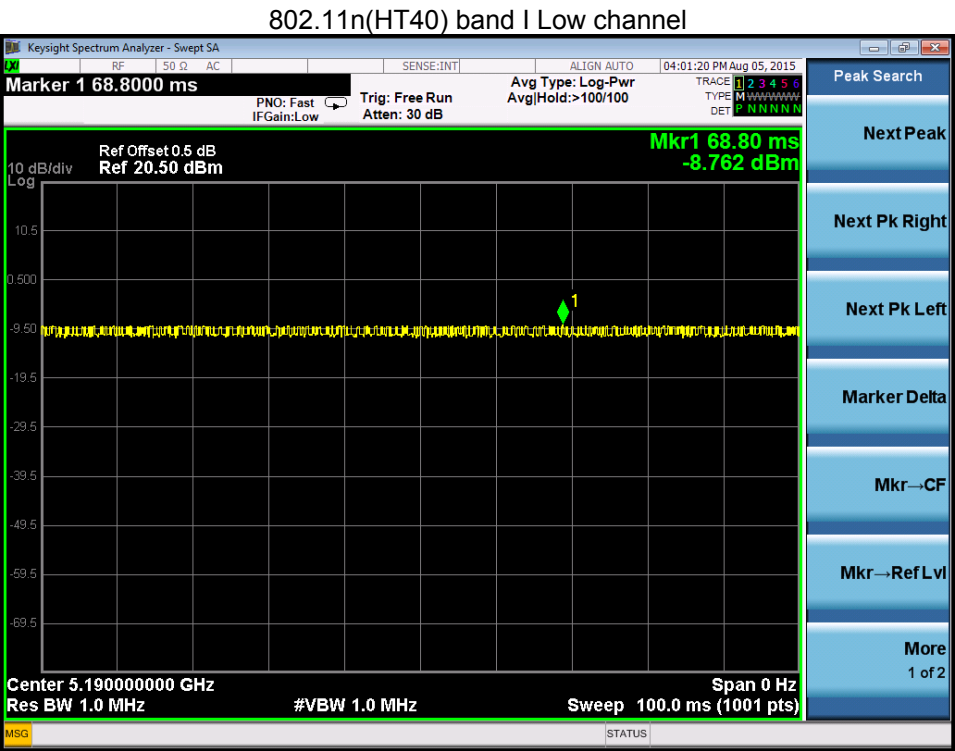 802.11n(HT40) band I Low channel
Keysight Spectrum Analyzer - Swept SA
LXI RF 50 Ω AC SENSE:INT ALIGN AUTO 04:01:20 PM Aug 05, 2015
Marker 1 68.8000 ms
PNO: Fast
IFGain:Low
Trig: Free Run
Atten: 30 dB
Avg Type: Log-Pwr
Avg|Hold:>100/100
TRACE 1 2 3 4 5 6
TYPE M WWWWW
DET P N N N N N
Ref Offset 0.5 dB
10 dB/div Ref 20.50 dBm
Log
Mkr1 68.80 ms
-8.762 dBm
10.5
0.500
1
-9.50
-19.5
-29.5
-39.5
-49.5
-59.5
-69.5
Center 5.190000000 GHz Span 0 Hz
Res BW 1.0 MHz #VBW 1.0 MHz Sweep 100.0 ms (1001 pts)
MSG STATUS
Peak Search
Next Peak
Next Pk Right
Next Pk Left
Marker Delta
Mkr→CF
Mkr→Ref Lvl
More
1 of 2